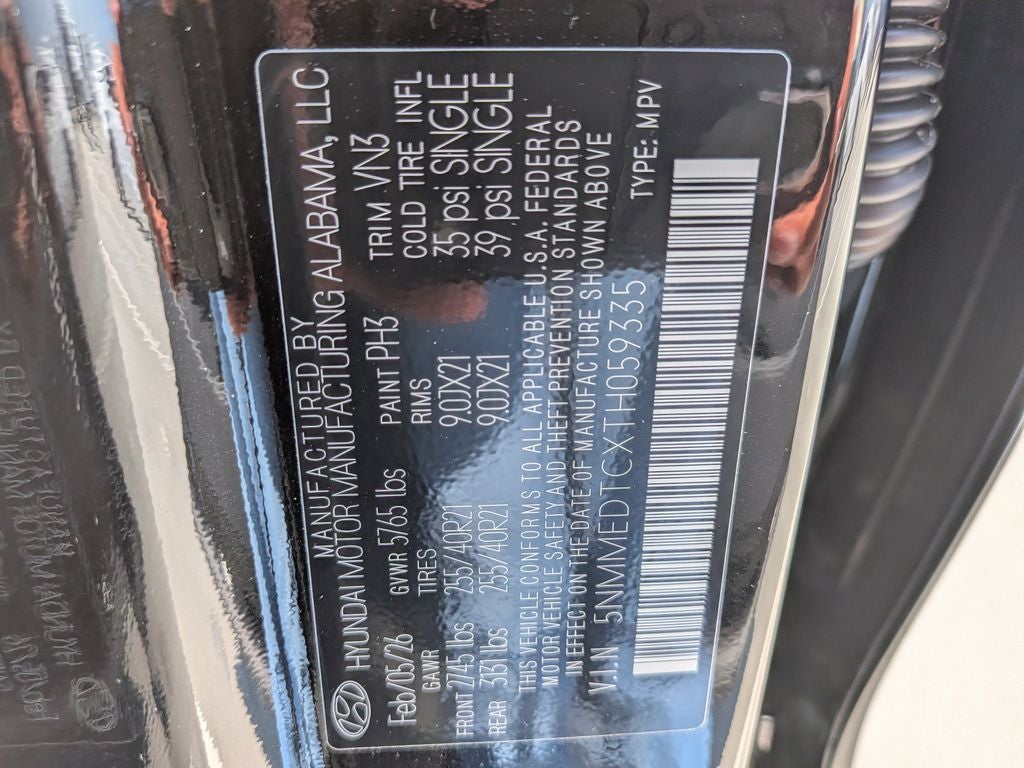 MANUFACTURED BY
HYUNDAI MOTOR MANUFACTURING ALABAMA, LLC
Feb/05/26 GVWR 5765 lbs PAINT PH3 TRIM VN3
GAWR TIRES RIMS COLD TIRE INFL
FRONT 2745 lbs 255/40R21 9.0JX21 35 psi SINGLE
REAR 3131 lbs 255/40R21 9.0JX21 39 psi SINGLE
THIS VEHICLE CONFORMS TO ALL APPLICABLE U.S.A. FEDERAL
MOTOR VEHICLE SAFETY AND THEFT PREVENTION STANDARDS
IN EFFECT ON THE DATE OF MANUFACTURE SHOWN ABOVE
V.I.N 5NMMEDTCXTH059335
TYPE: MPV